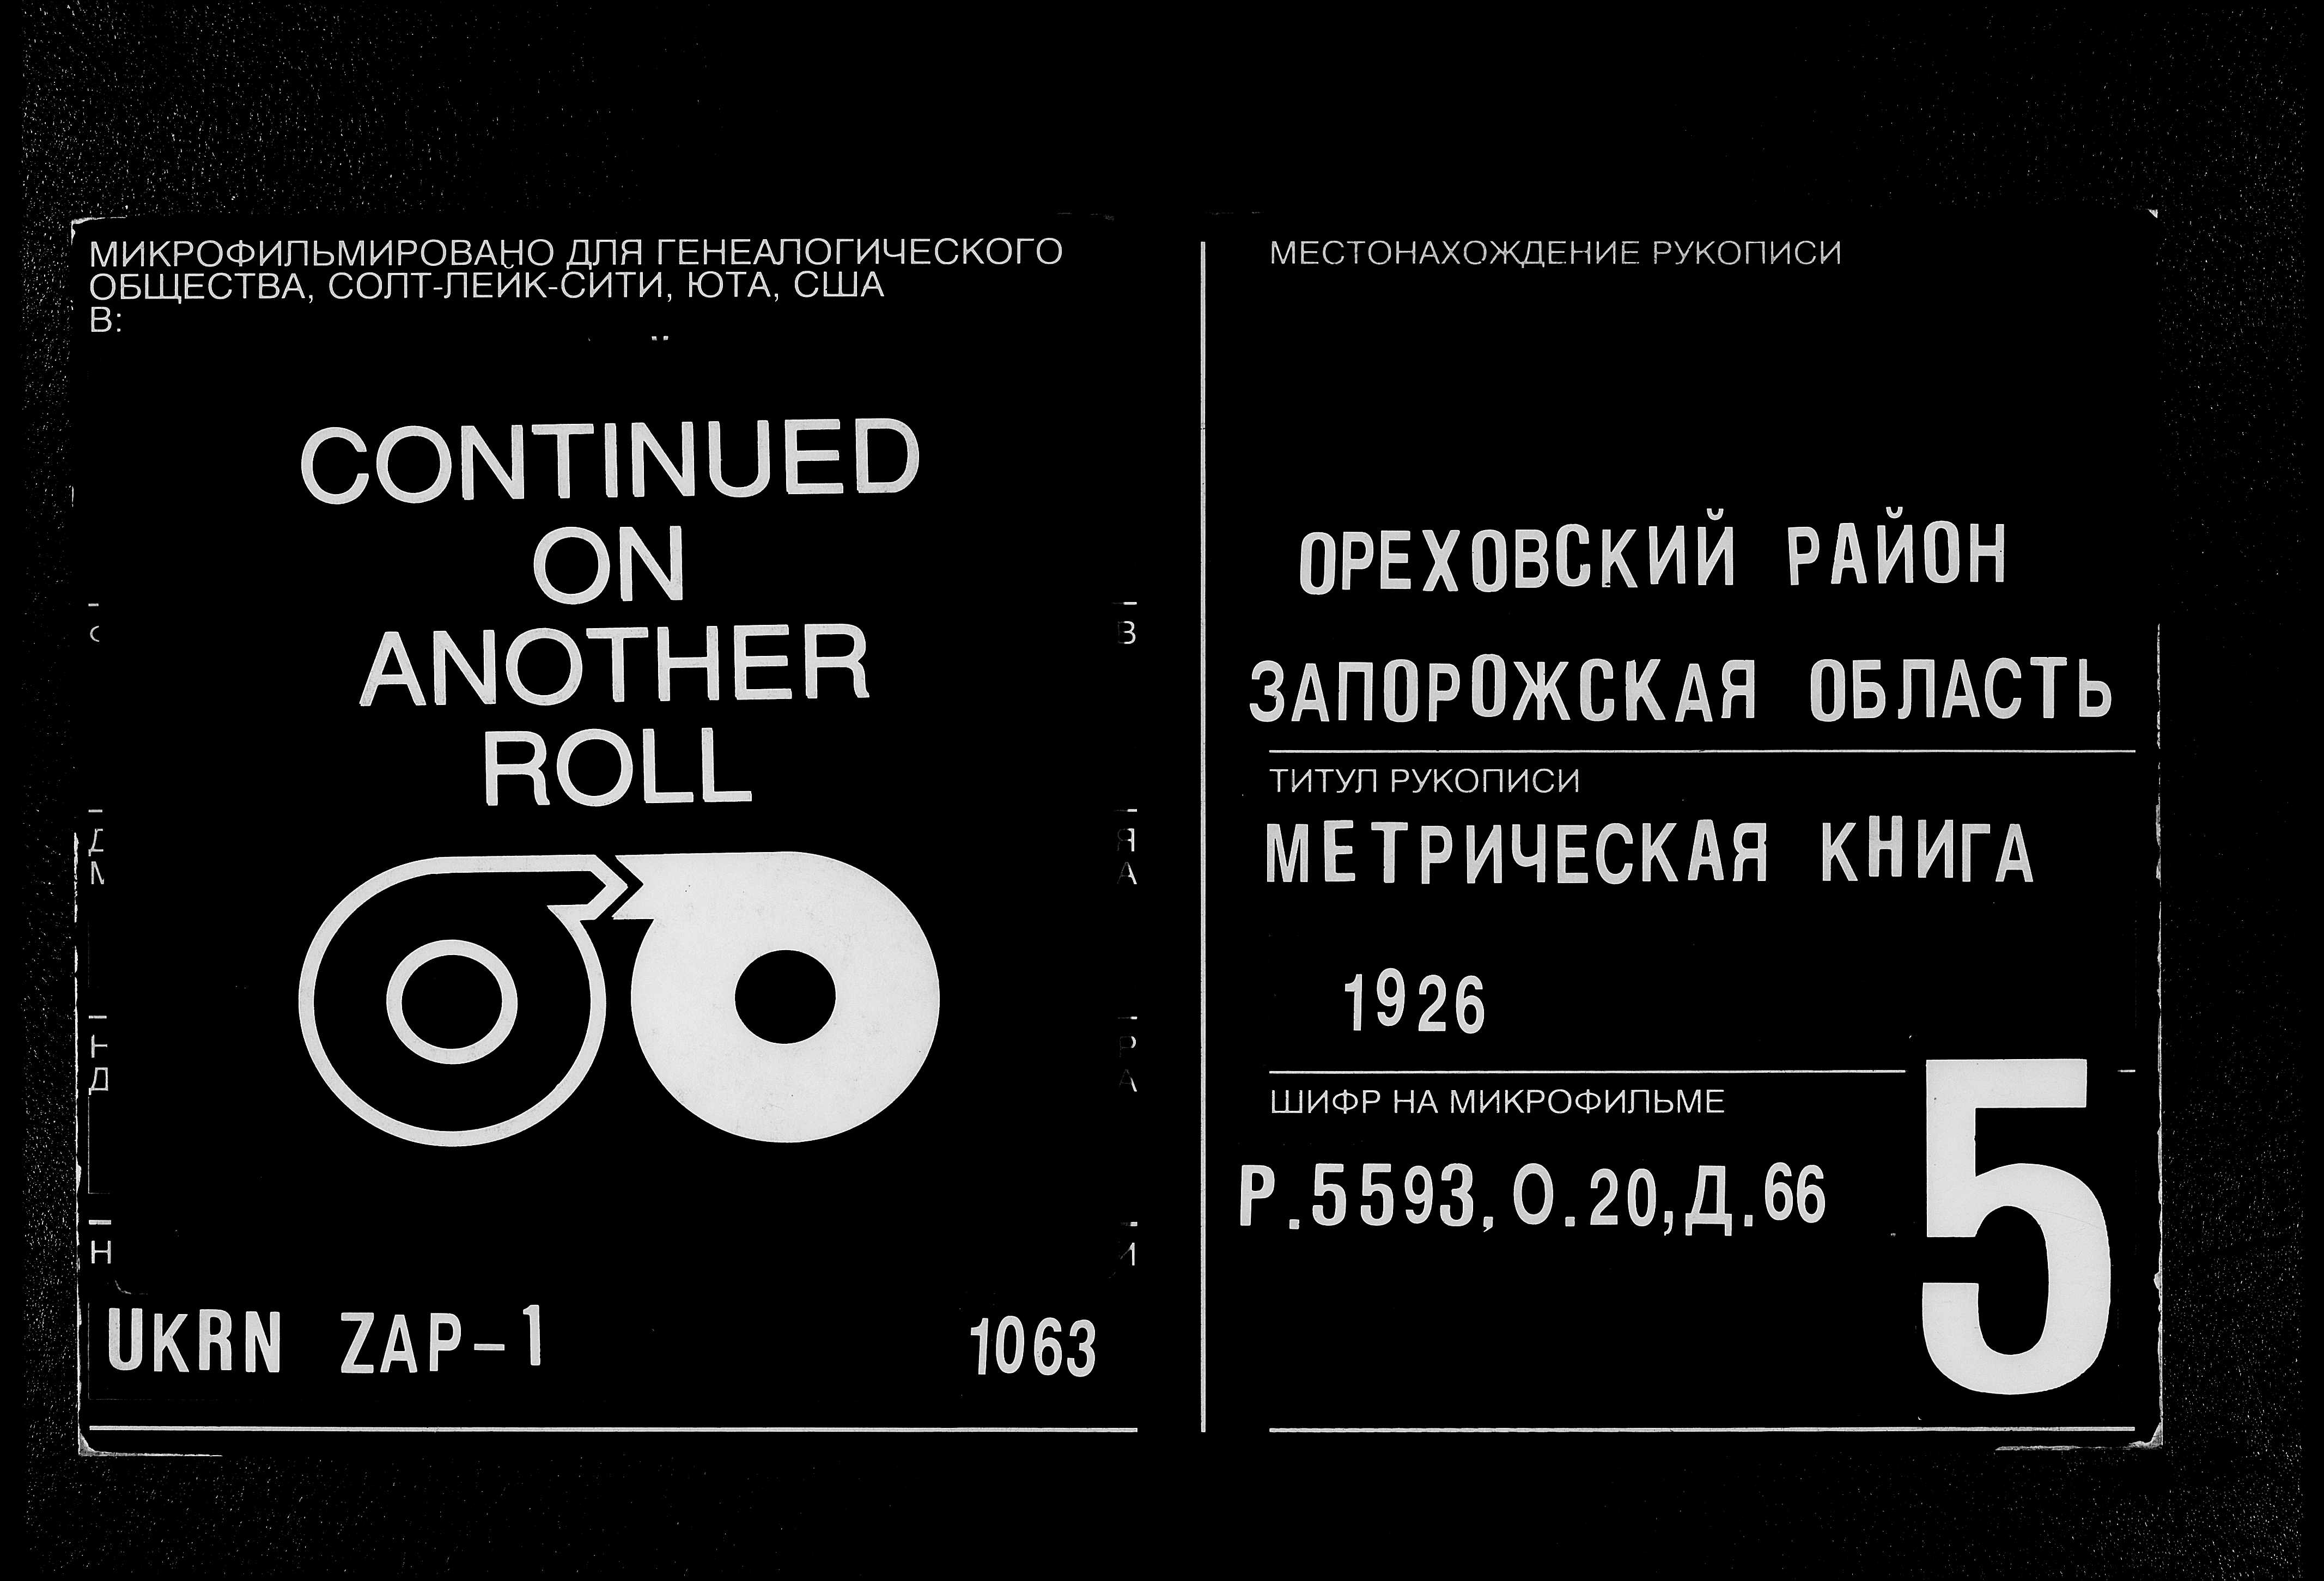 МИКРОФИЛЬМИРОВАНО ДЛЯ ГЕНЕАЛОГИЧЕСКОГО
ОБЩЕСТВА, СОЛТ-ЛЕЙК-СИТИ, ЮТА, США
В:
CONTINUED
ON
ANOTHER
ROLL
UKRN ZAP-1 1063
МЕСТОНАХОЖДЕНИЕ РУКОПИСИ
ОРЕХОВСКИЙ РАЙОН
ЗАПОРОЖСКАЯ ОБЛАСТЬ
ТИТУЛ РУКОПИСИ
МЕТРИЧЕСКАЯ КНИГА
1926
ШИФР НА МИКРОФИЛЬМЕ
Р.5593, О.20, Д.66
5